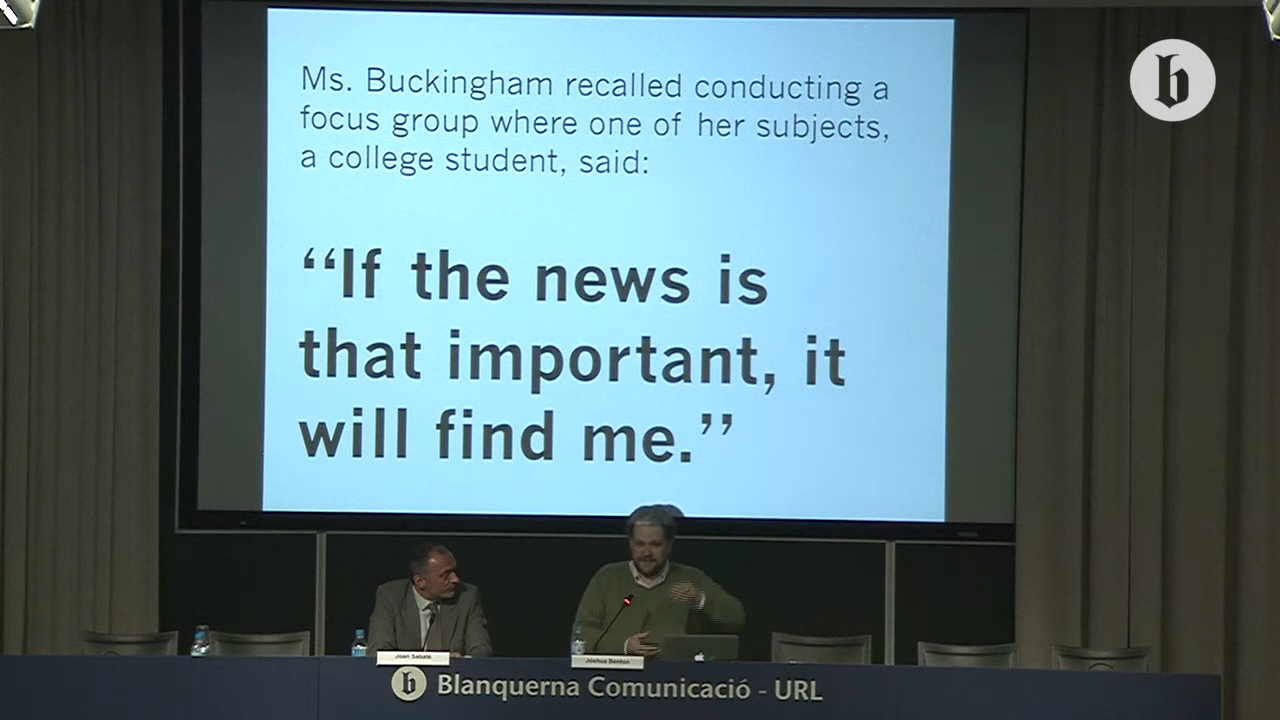 Ms. Buckingham recalled conducting a
focus group where one of her subjects,
a college student, said:
“If the news is
that important, it
will find me.”
b
Joan Sabaté
Joshua Benton
b Blanquerna Comunicació - URL